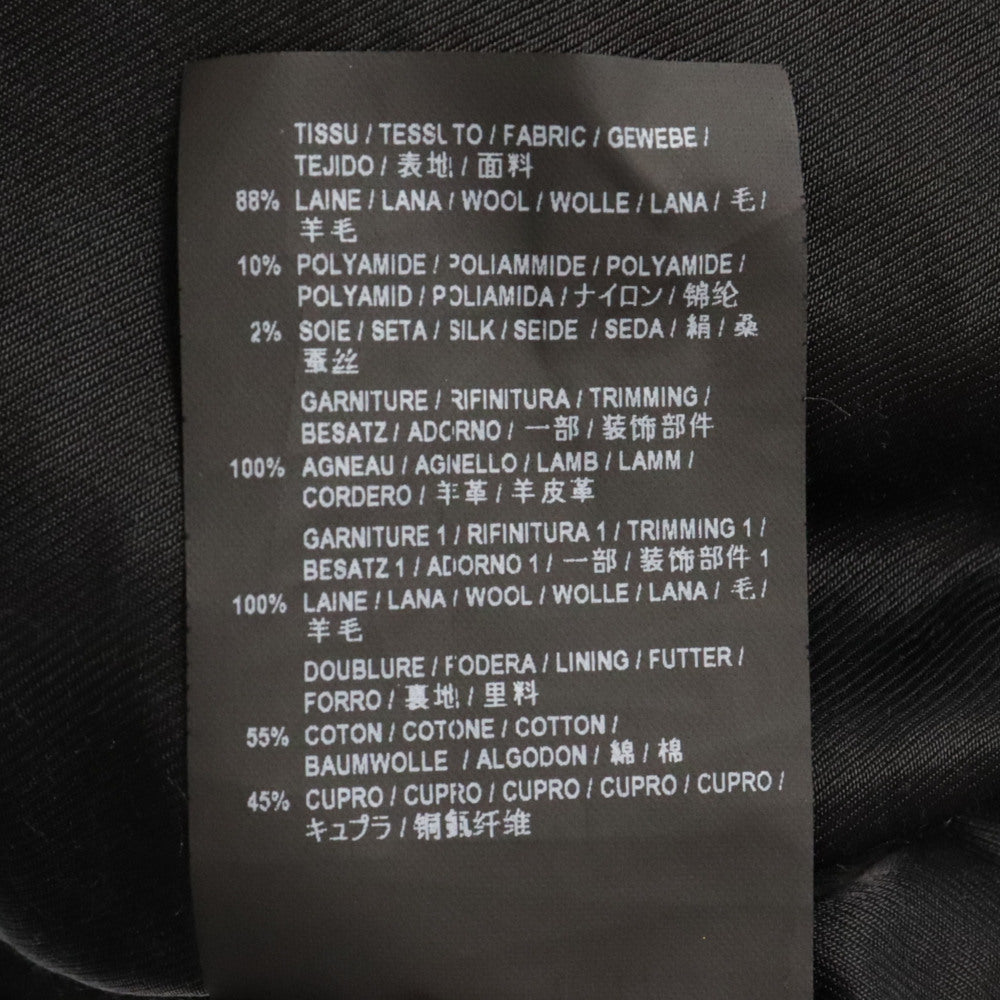 TISSU / TESSUTO / FABRIC / GEWEBE /
TEJIDO / 表地 / 面料
88% LAINE / LANA / WOOL / WOLLE / LANA / 毛 /
羊毛
10% POLYAMIDE / POLIAMMIDE / POLYAMIDE /
POLYAMID / POLIAMIDA / ナイロン / 锦纶
2% SOIE / SETA / SILK / SEIDE / SEDA / 絹 / 桑
蚕丝
GARNITURE / RIFINITURA / TRIMMING /
BESATZ / ADORNO / 一部 / 装饰部件
100% AGNEAU / AGNELLO / LAMB / LAMM /
CORDERO / 羊革 / 羊皮革
GARNITURE 1 / RIFINITURA 1 / TRIMMING 1 /
BESATZ 1 / ADORNO 1 / 一部 / 装饰部件 1
100% LAINE / LANA / WOOL / WOLLE / LANA / 毛 /
羊毛
DOUBLURE / FODERA / LINING / FUTTER /
FORRO / 裏地 / 里料
55% COTON / COTONE / COTTON /
BAUMWOLLE / ALGODON / 綿 / 棉
45% CUPRO / CUPRO / CUPRO / CUPRO / CUPRO /
キュプラ / 铜氨纤维